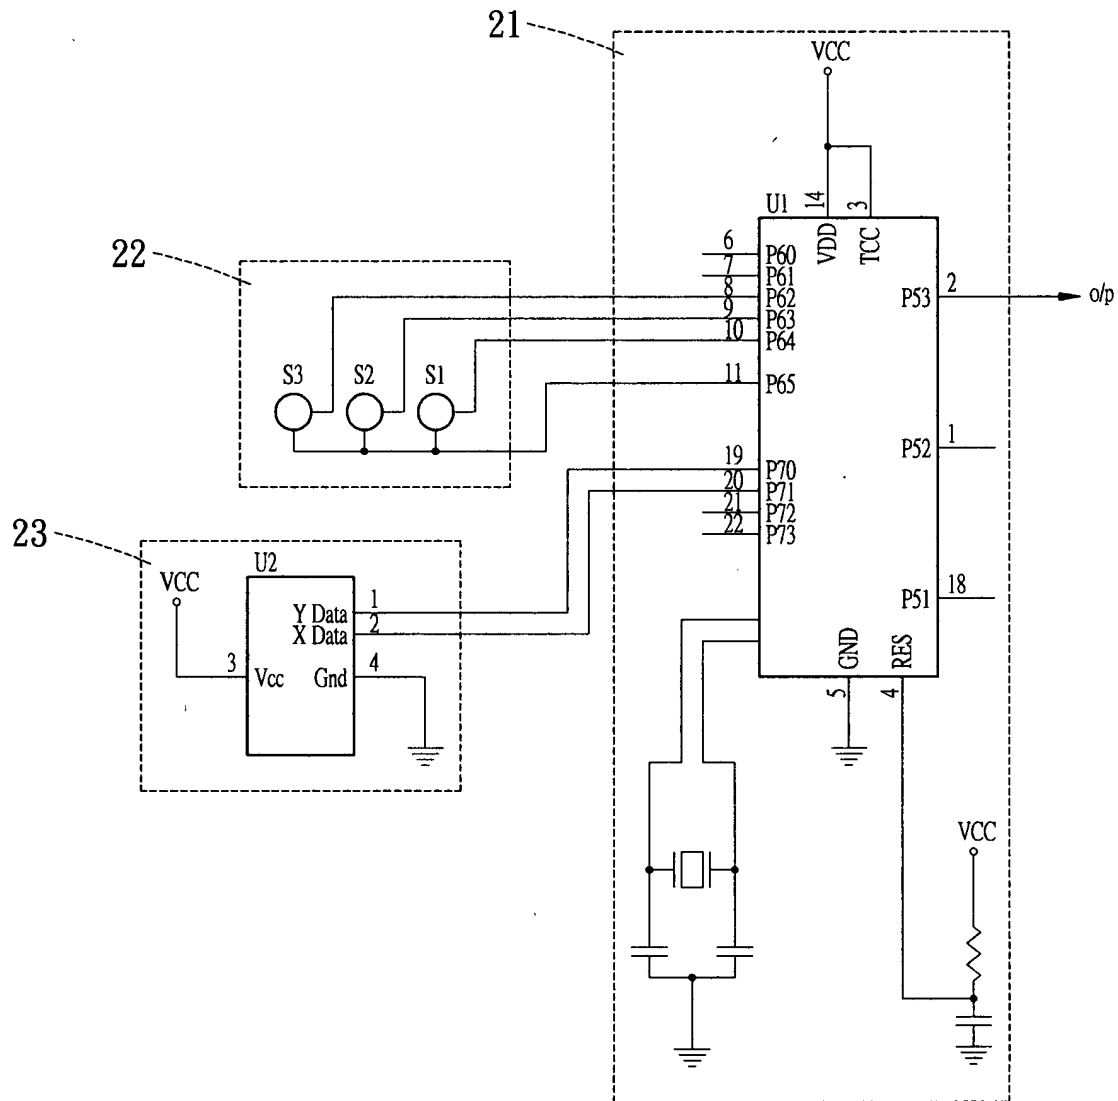 21
VCC
U1
14
3
VDD
TCC
22
6
P60
7
P61
8
P62
9
P63
10
P64
11
P65
P53
2
o/p
S3
S2
S1
P52
1
19
P70
20
P71
21
P72
22
P73
23
VCC
U2
Y Data
1
X Data
2
3
Vcc
Gnd
4
P51
18
GND
RES
5
4
VCC